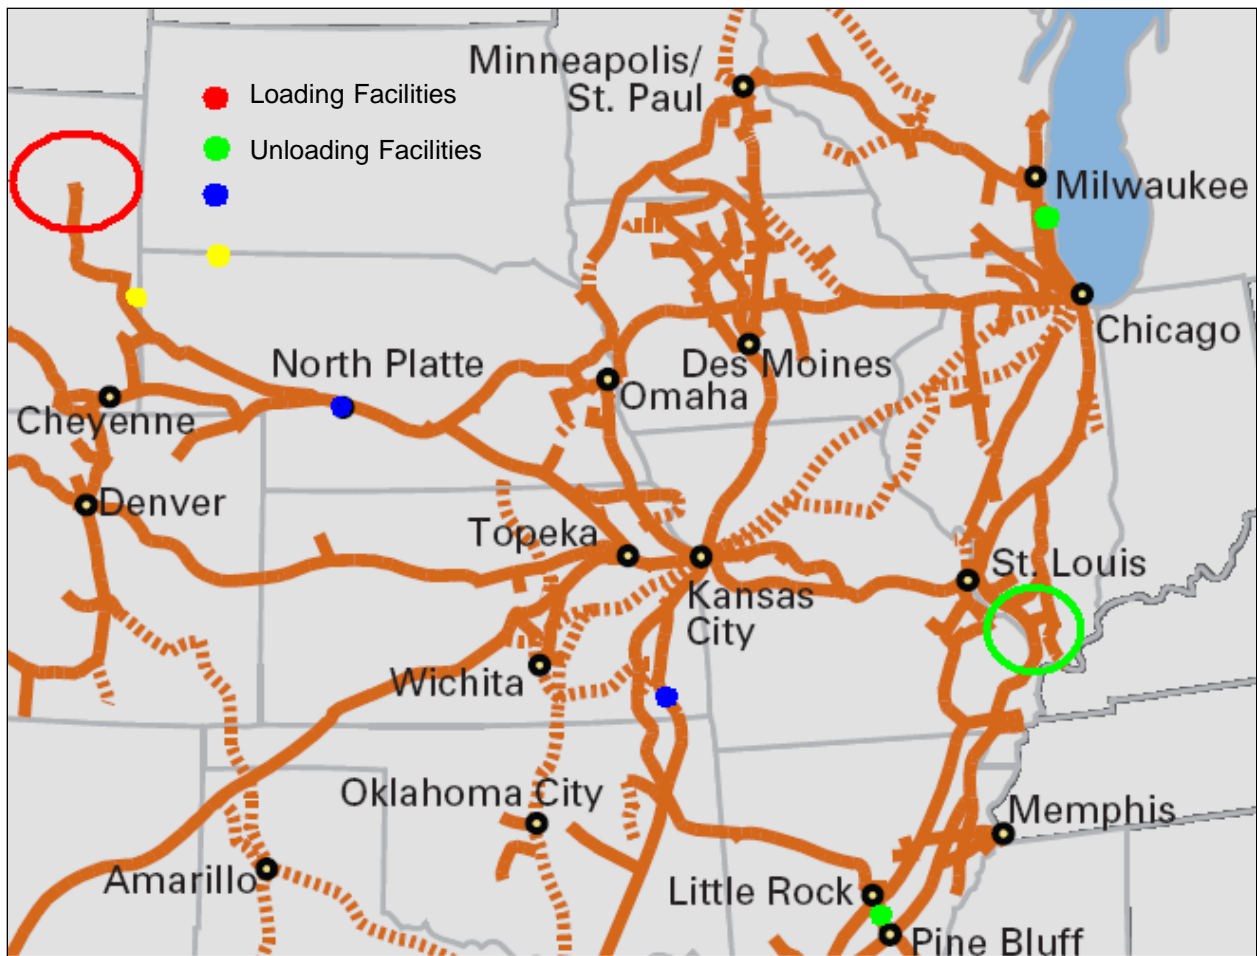 Minneapolis/
St. Paul
Loading Facilities
Unloading Facilities
Milwaukee
Chicago
North Platte
Des Moines
Omaha
Cheyenne
Denver
Topeka
St. Louis
Kansas
City
Wichita
Oklahoma City
Memphis
Amarillo
Little Rock
Pine Bluff